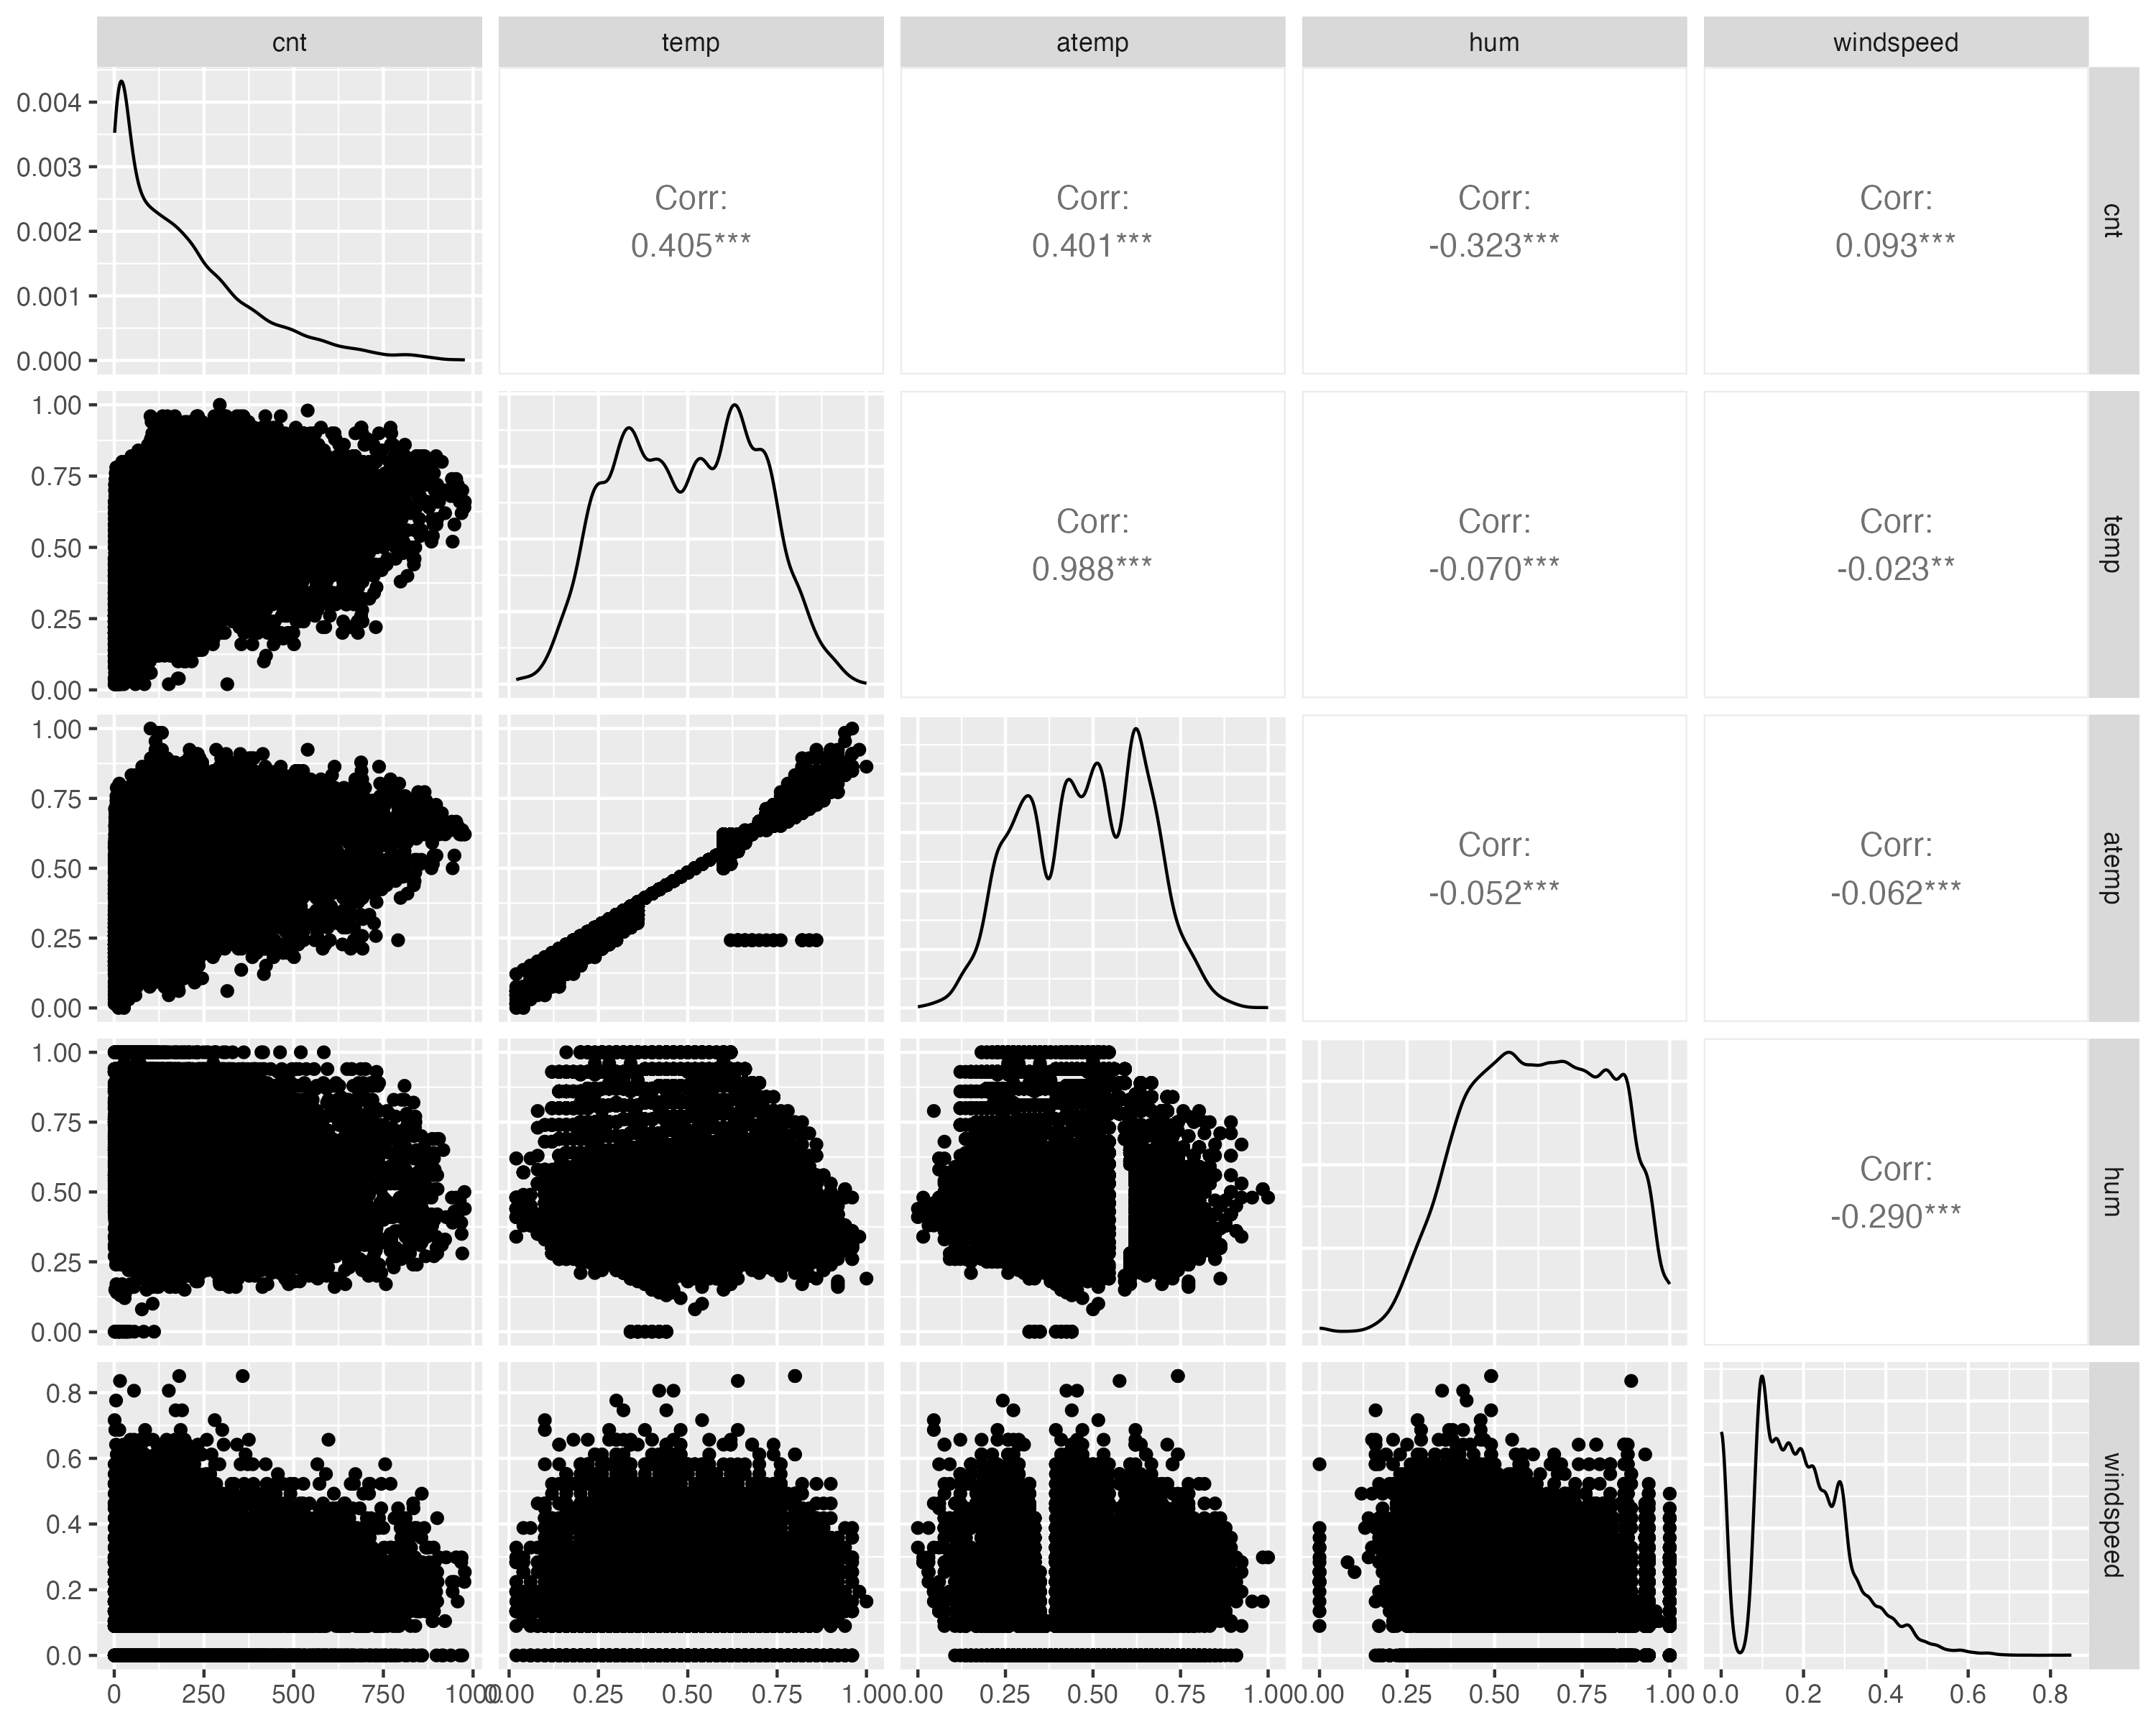 cnt temp atemp hum windspeed
0.004
0.003
0.002
0.001
0.000
Corr:
0.405***
Corr:
0.401***
Corr:
-0.323***
Corr:
0.093***
cnt
1.00
0.75
0.50
0.25
0.00
Corr:
0.988***
Corr:
-0.070***
Corr:
-0.023**
temp
1.00
0.75
0.50
0.25
0.00
Corr:
-0.052***
Corr:
-0.062***
atemp
1.00
0.75
0.50
0.25
0.00
Corr:
-0.290***
hum
0.8
0.6
0.4
0.2
0.0
windspeed
0 250 500 750 1000 0.00 0.25 0.50 0.75 1.00 0.00 0.25 0.50 0.75 1.00 0.00 0.25 0.50 0.75 1.00 0.0 0.2 0.4 0.6 0.8